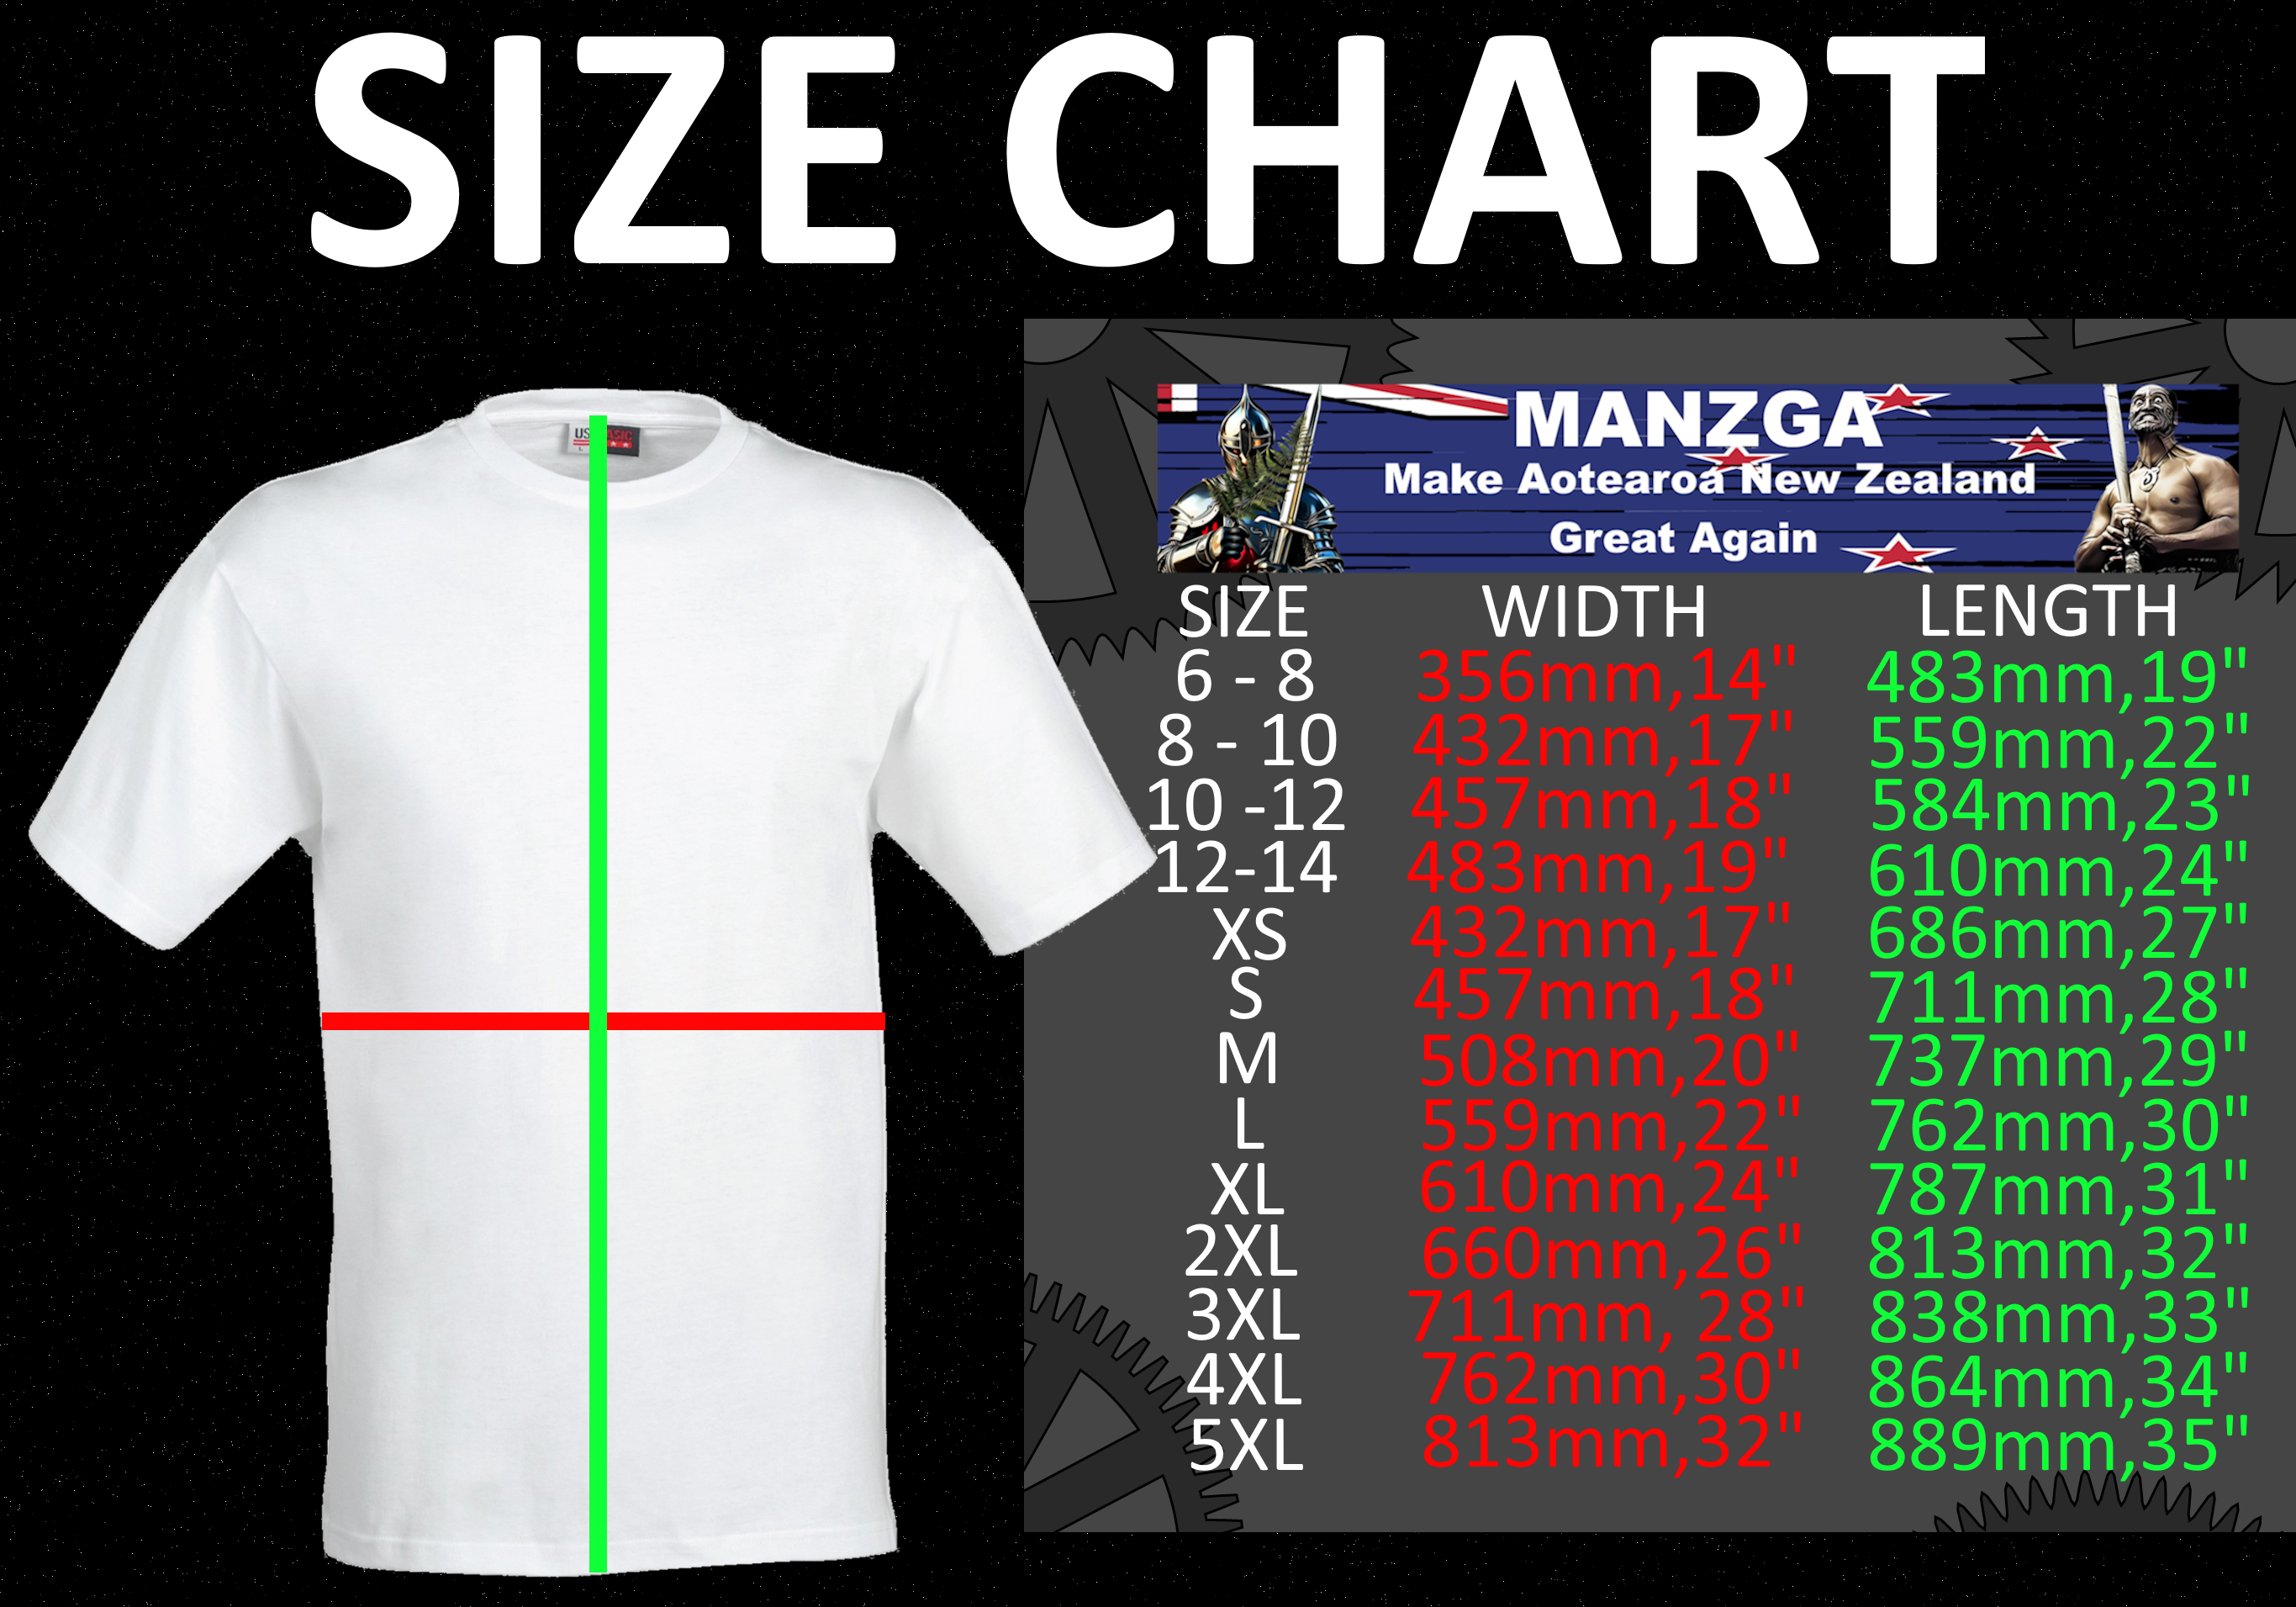 SIZE CHART
MANZGA
Make Aotearoa New Zealand
Great Again
SIZE WIDTH LENGTH
6 - 8 356mm,14" 483mm,19"
8 - 10 432mm,17" 559mm,22"
10 -12 457mm,18" 584mm,23"
12-14 483mm,19" 610mm,24"
XS 432mm,17" 686mm,27"
S 457mm,18" 711mm,28"
M 508mm,20" 737mm,29"
L 559mm,22" 762mm,30"
XL 610mm,24" 787mm,31"
2XL 660mm,26" 813mm,32"
3XL 711mm, 28" 838mm,33"
4XL 762mm,30" 864mm,34"
5XL 813mm,32" 889mm,35"